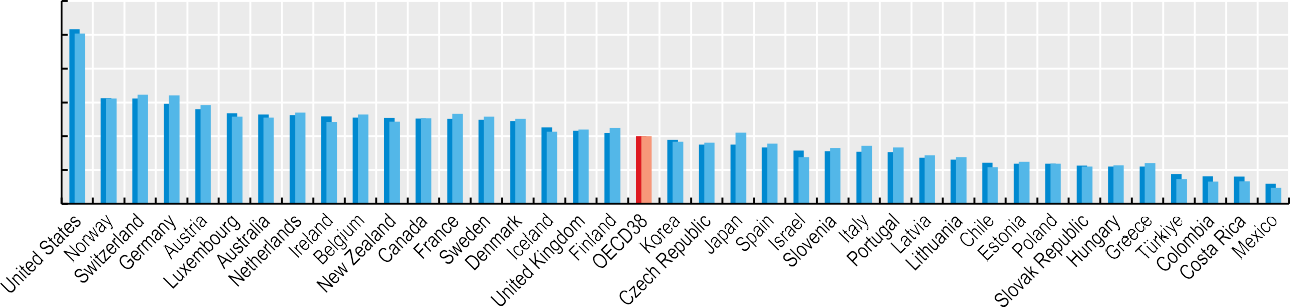 United States
Norway
Switzerland
Germany
Austria
Luxembourg
Australia
Netherlands
Ireland
Belgium
New Zealand
Canada
France
Sweden
Denmark
Iceland
United Kingdom
Finland
OECD38
Korea
Czech Republic
Japan
Spain
Israel
Slovenia
Italy
Portugal
Latvia
Lithuania
Chile
Estonia
Poland
Slovak Republic
Hungary
Greece
Türkiye
Colombia
Costa Rica
Mexico